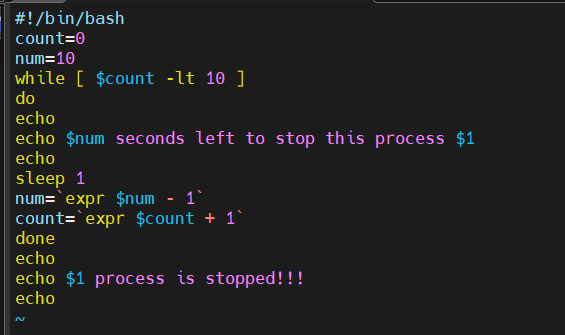 #!/bin/bash
count=0
num=10
while [ $count -lt 10 ]
do
echo
echo $num seconds left to stop this process $1
echo
sleep 1
num=`expr $num - 1`
count=`expr $count + 1`
done
echo
echo $1 process is stopped!!!
echo
~